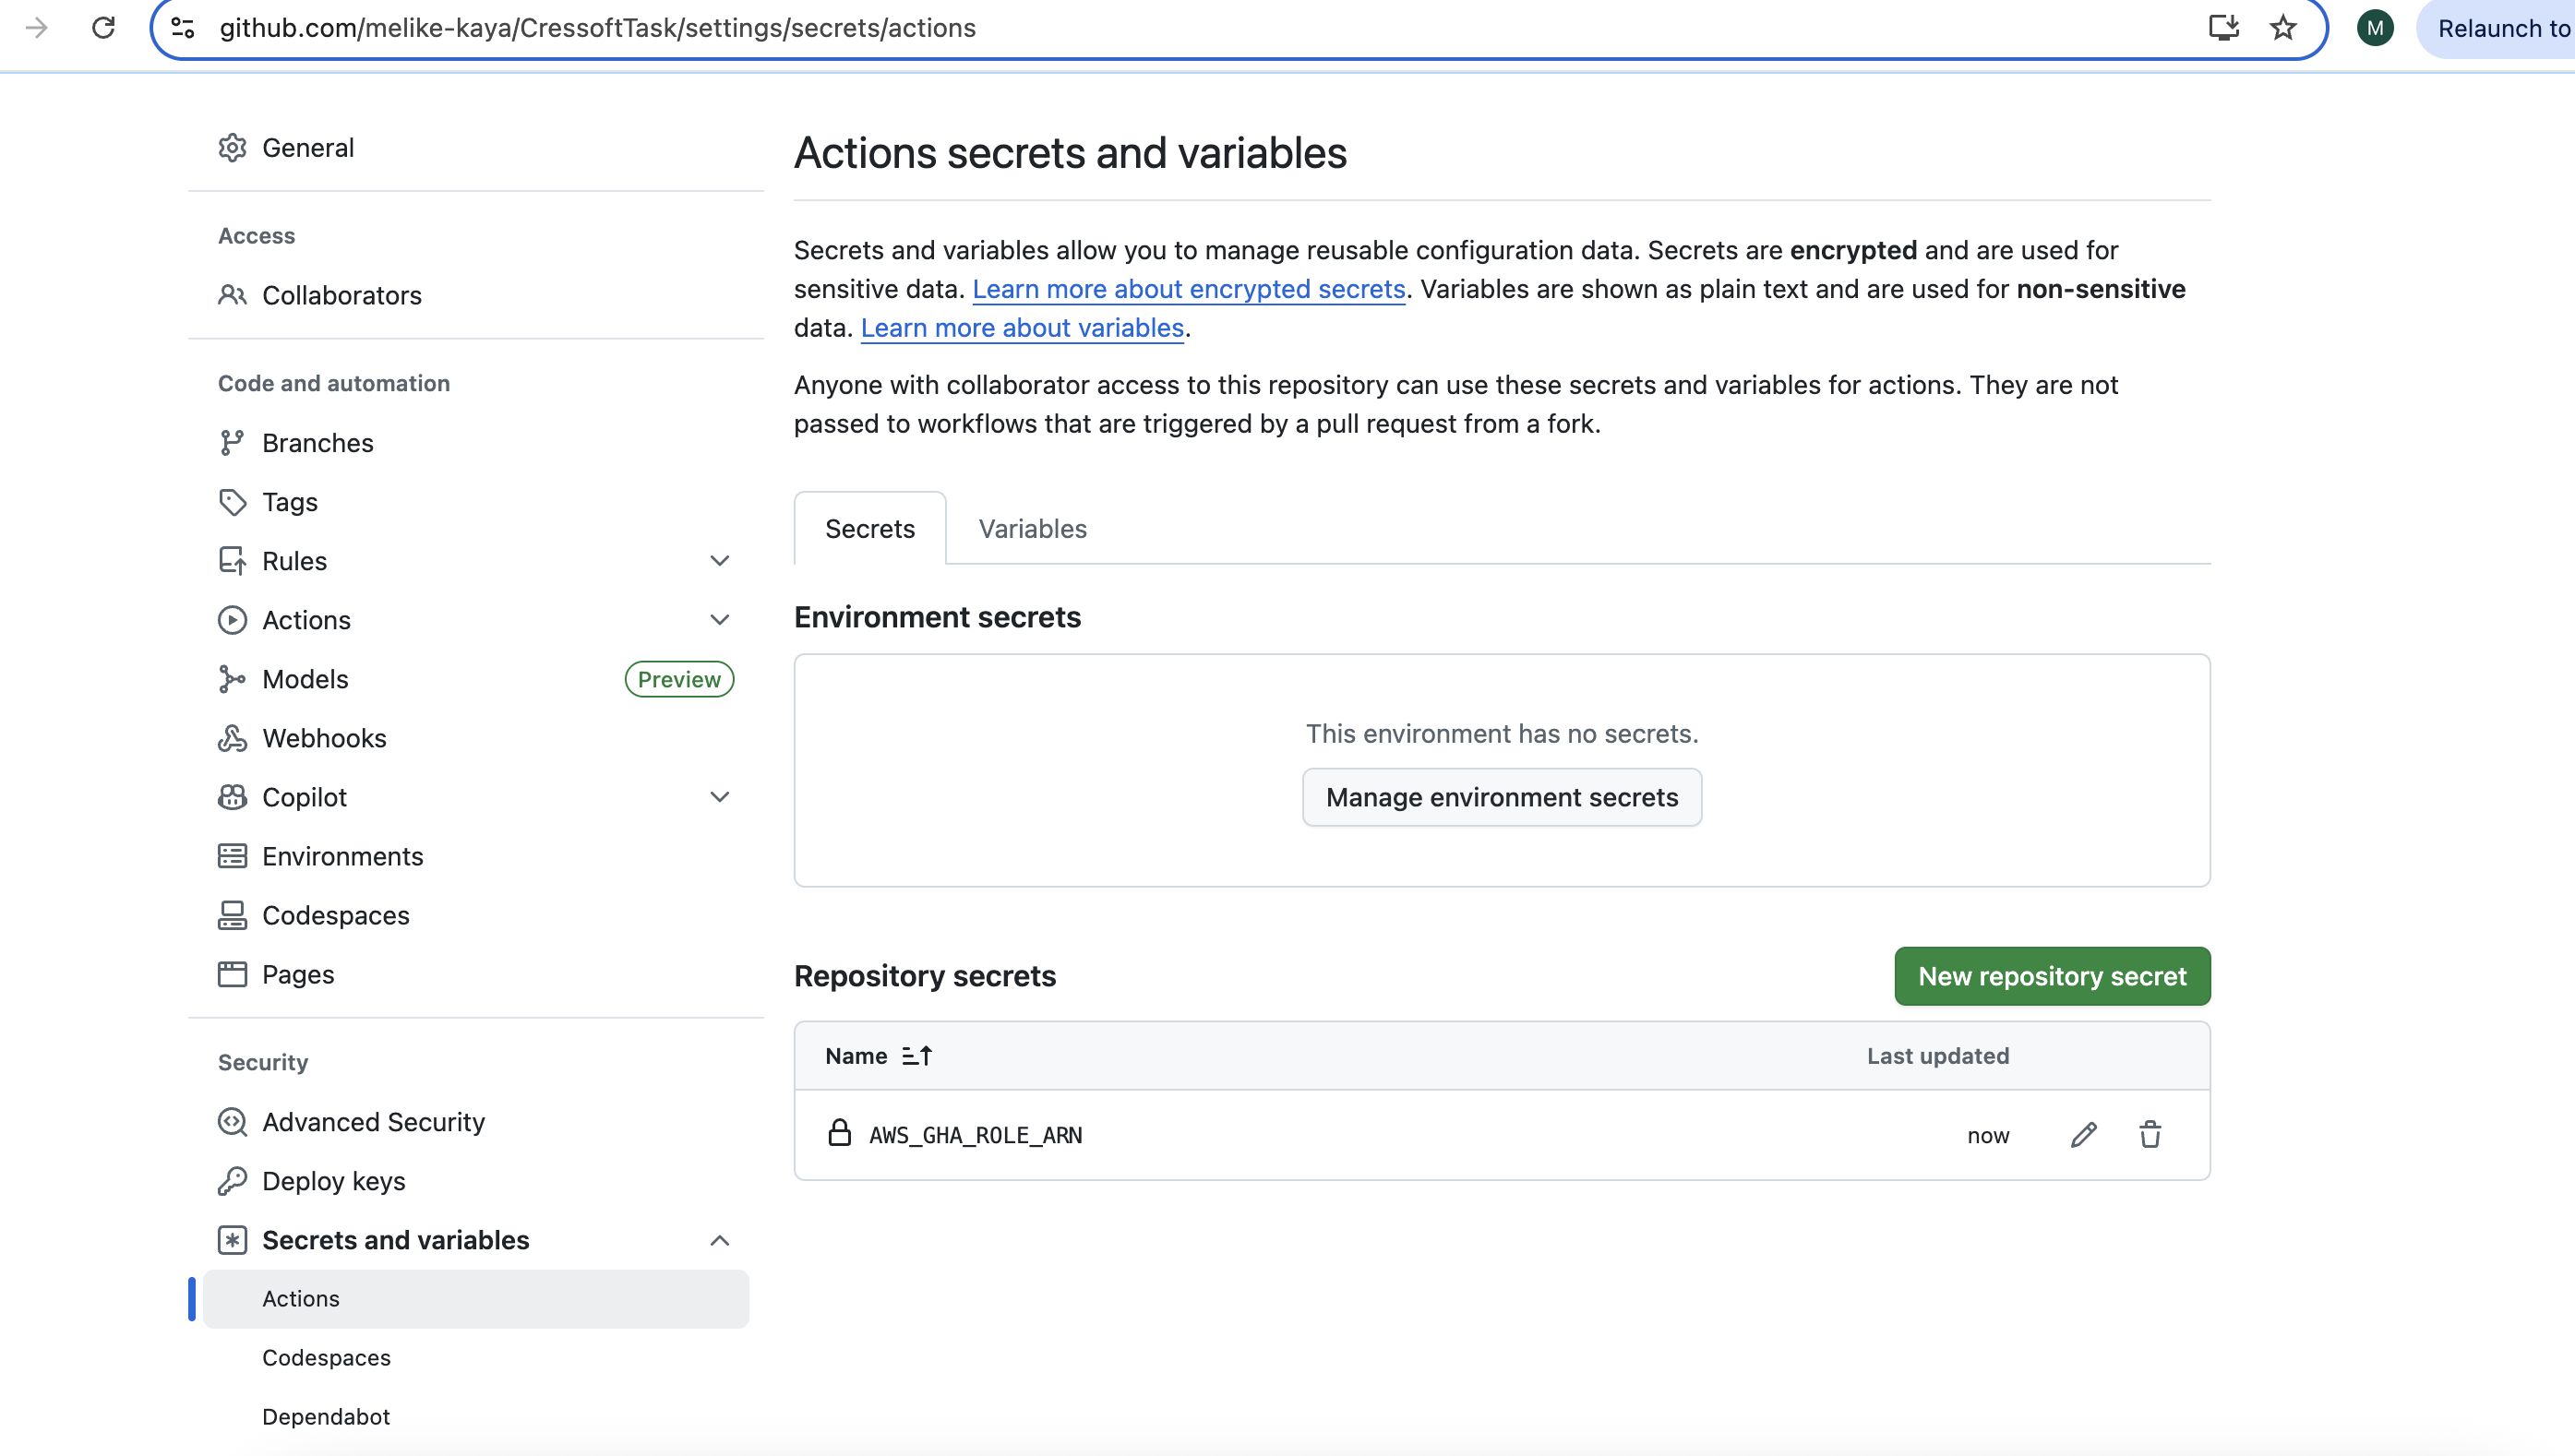 github.com/melike-kaya/CressoftTask/settings/secrets/actions
M
Relaunch to
General
Access
Collaborators
Code and automation
Branches
Tags
Rules
Actions
Models
Preview
Webhooks
Copilot
Environments
Codespaces
Pages
Security
Advanced Security
Deploy keys
Secrets and variables
Actions
Codespaces
Dependabot
Actions secrets and variables
Secrets and variables allow you to manage reusable configuration data. Secrets are encrypted and are used for
sensitive data. Learn more about encrypted secrets. Variables are shown as plain text and are used for non-sensitive
data. Learn more about variables.
Anyone with collaborator access to this repository can use these secrets and variables for actions. They are not
passed to workflows that are triggered by a pull request from a fork.
Secrets
Variables
Environment secrets
This environment has no secrets.
Manage environment secrets
Repository secrets
New repository secret
Name
Last updated
AWS_GHA_ROLE_ARN
now